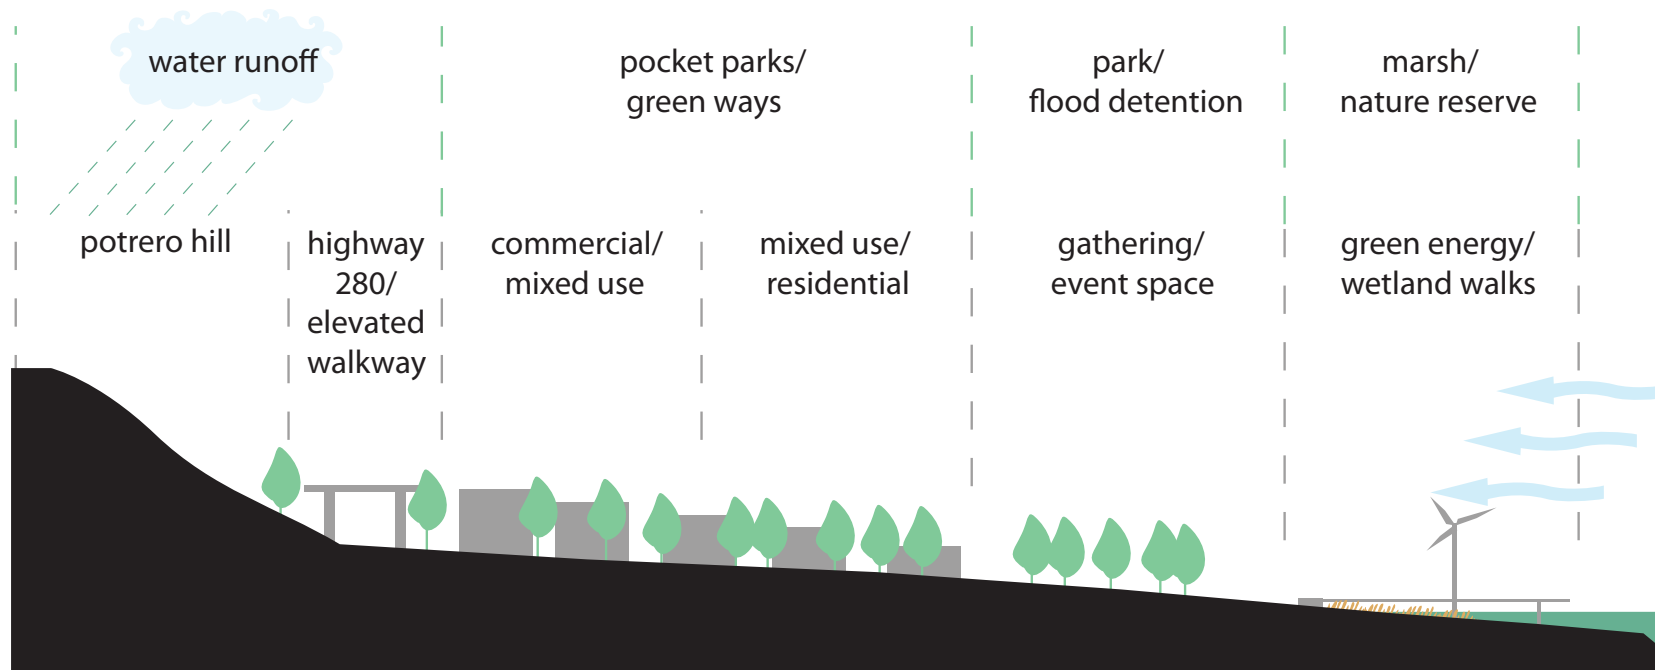 water runoff
pocket parks/
green ways
park/
flood detention
marsh/
nature reserve
potrero hill
highway
280/
elevated
walkway
commercial/
mixed use
mixed use/
residential
gathering/
event space
green energy/
wetland walks